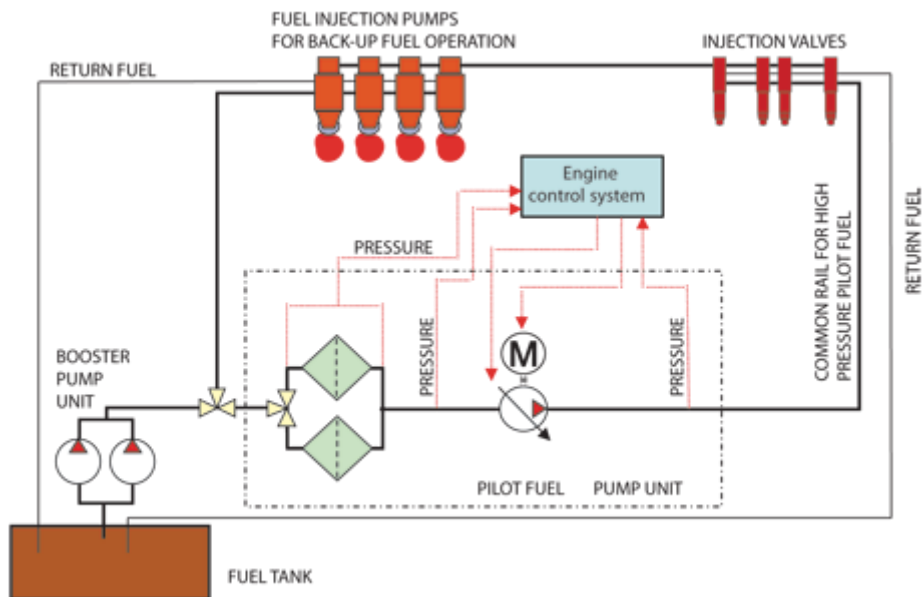 FUEL INJECTION PUMPS
FOR BACK-UP FUEL OPERATION
INJECTION VALVES
RETURN FUEL
Engine
control system
PRESSURE
PRESSURE
PRESSURE
COMMON RAIL FOR HIGH
PRESSURE PILOT FUEL
RETURN FUEL
BOOSTER
PUMP
UNIT
M
PILOT FUEL PUMP UNIT
FUEL TANK